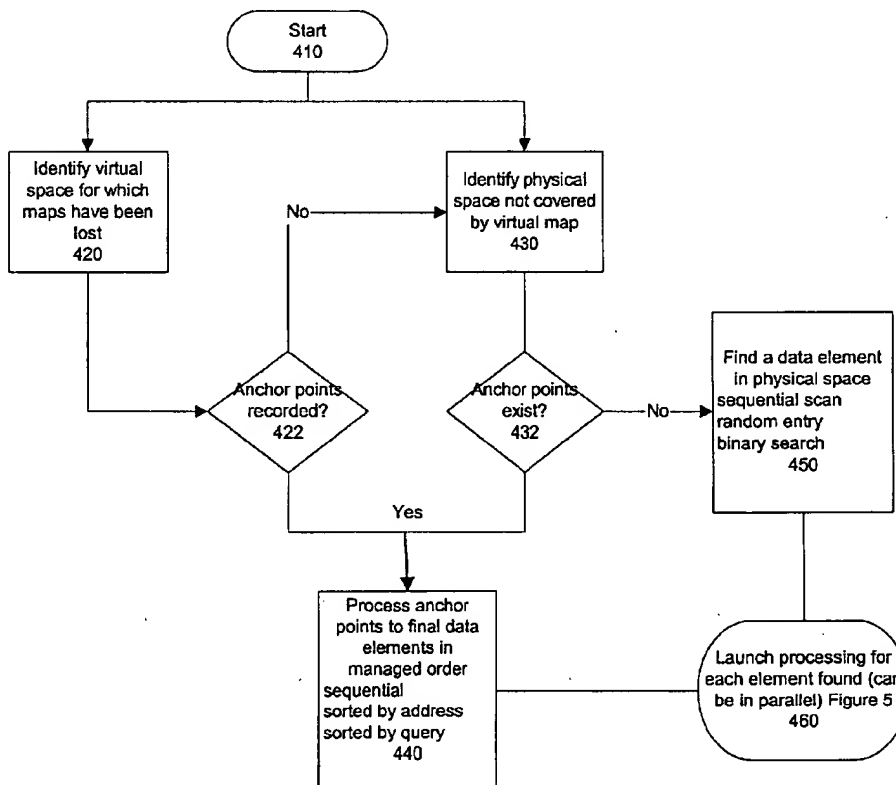 Start
410
Identify virtual
space for which
maps have been
lost
420
No
Identify physical
space not covered
by virtual map
430
Anchor points
recorded?
422
Anchor points
exist?
432
No
Find a data element
in physical space
sequential scan
random entry
binary search
450
Yes
Process anchor
points to final data
elements in
managed order
sequential
sorted by address
sorted by query
440
Launch processing for
each element found (can
be in parallel) Figure 5
460